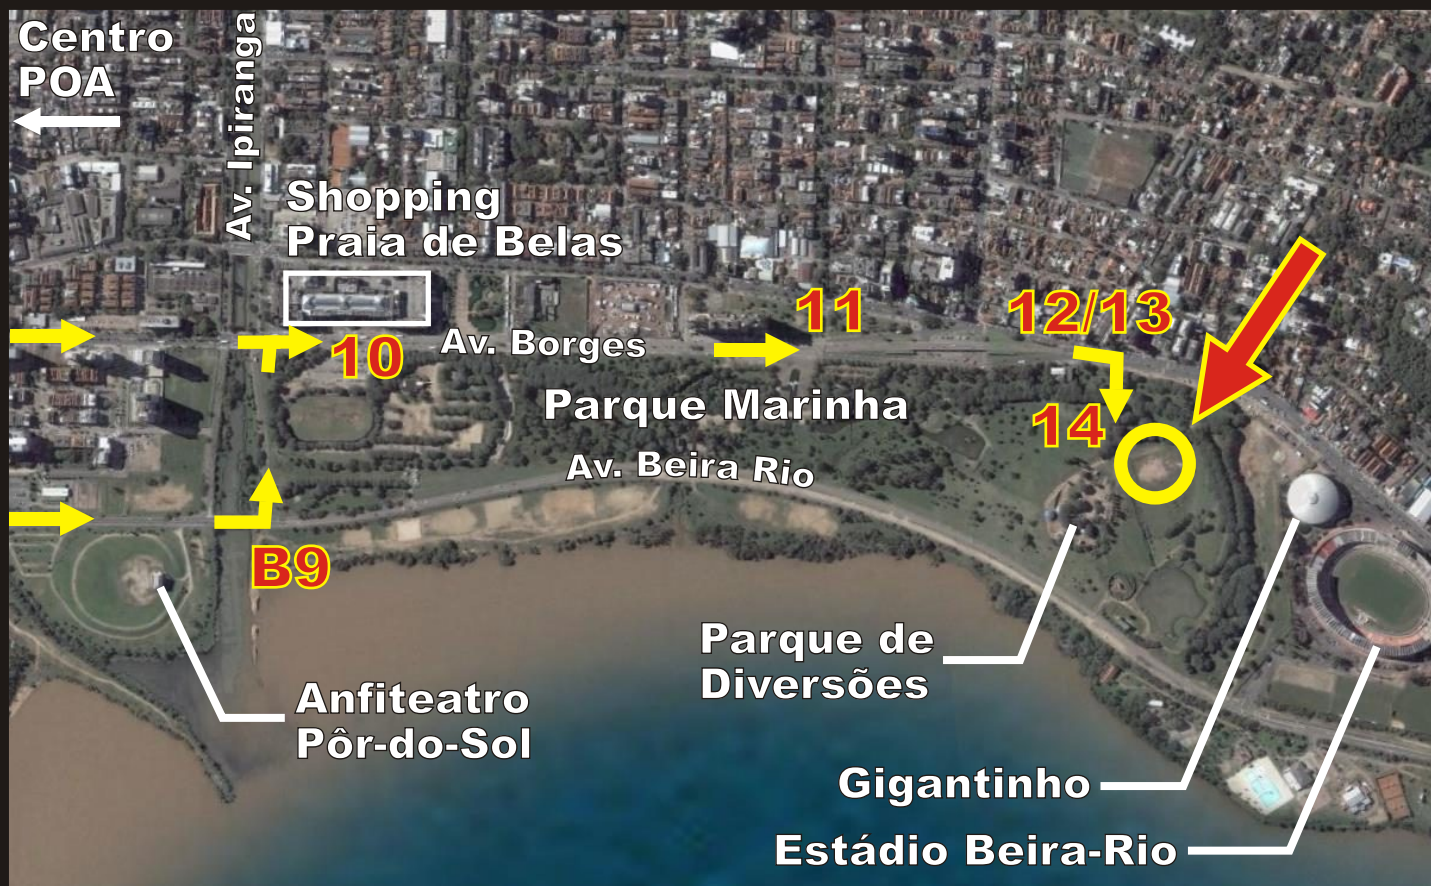 Centro
POA
Av. Ipiranga
Shopping
Praia de Belas
11
12/13
10
Av. Borges
Parque Marinha
14
Av. Beira Rio
B9
Parque de
Diversões
Anfiteatro
Pôr-do-Sol
Gigantinho
Estádio Beira-Rio